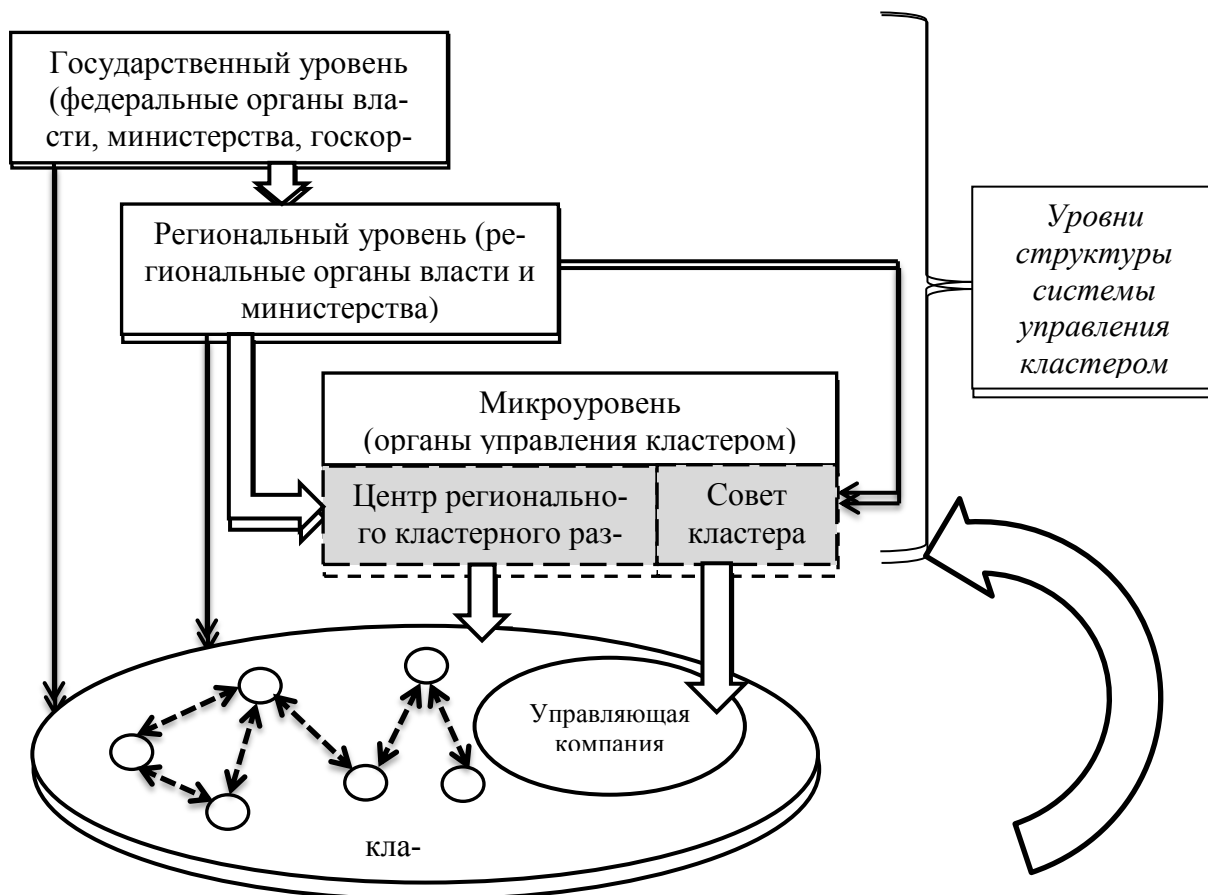 Государственный уровень
(федеральные органы вла-
сти, министерства, госкор-
Региональный уровень (ре-
гиональные органы власти и
министерства)
Уровни
структуры
системы
управления
кластером
Микроуровень
(органы управления кластером)
Центр регионально-
го кластерного раз-
Совет
кластера
Управляющая
компания
кла-